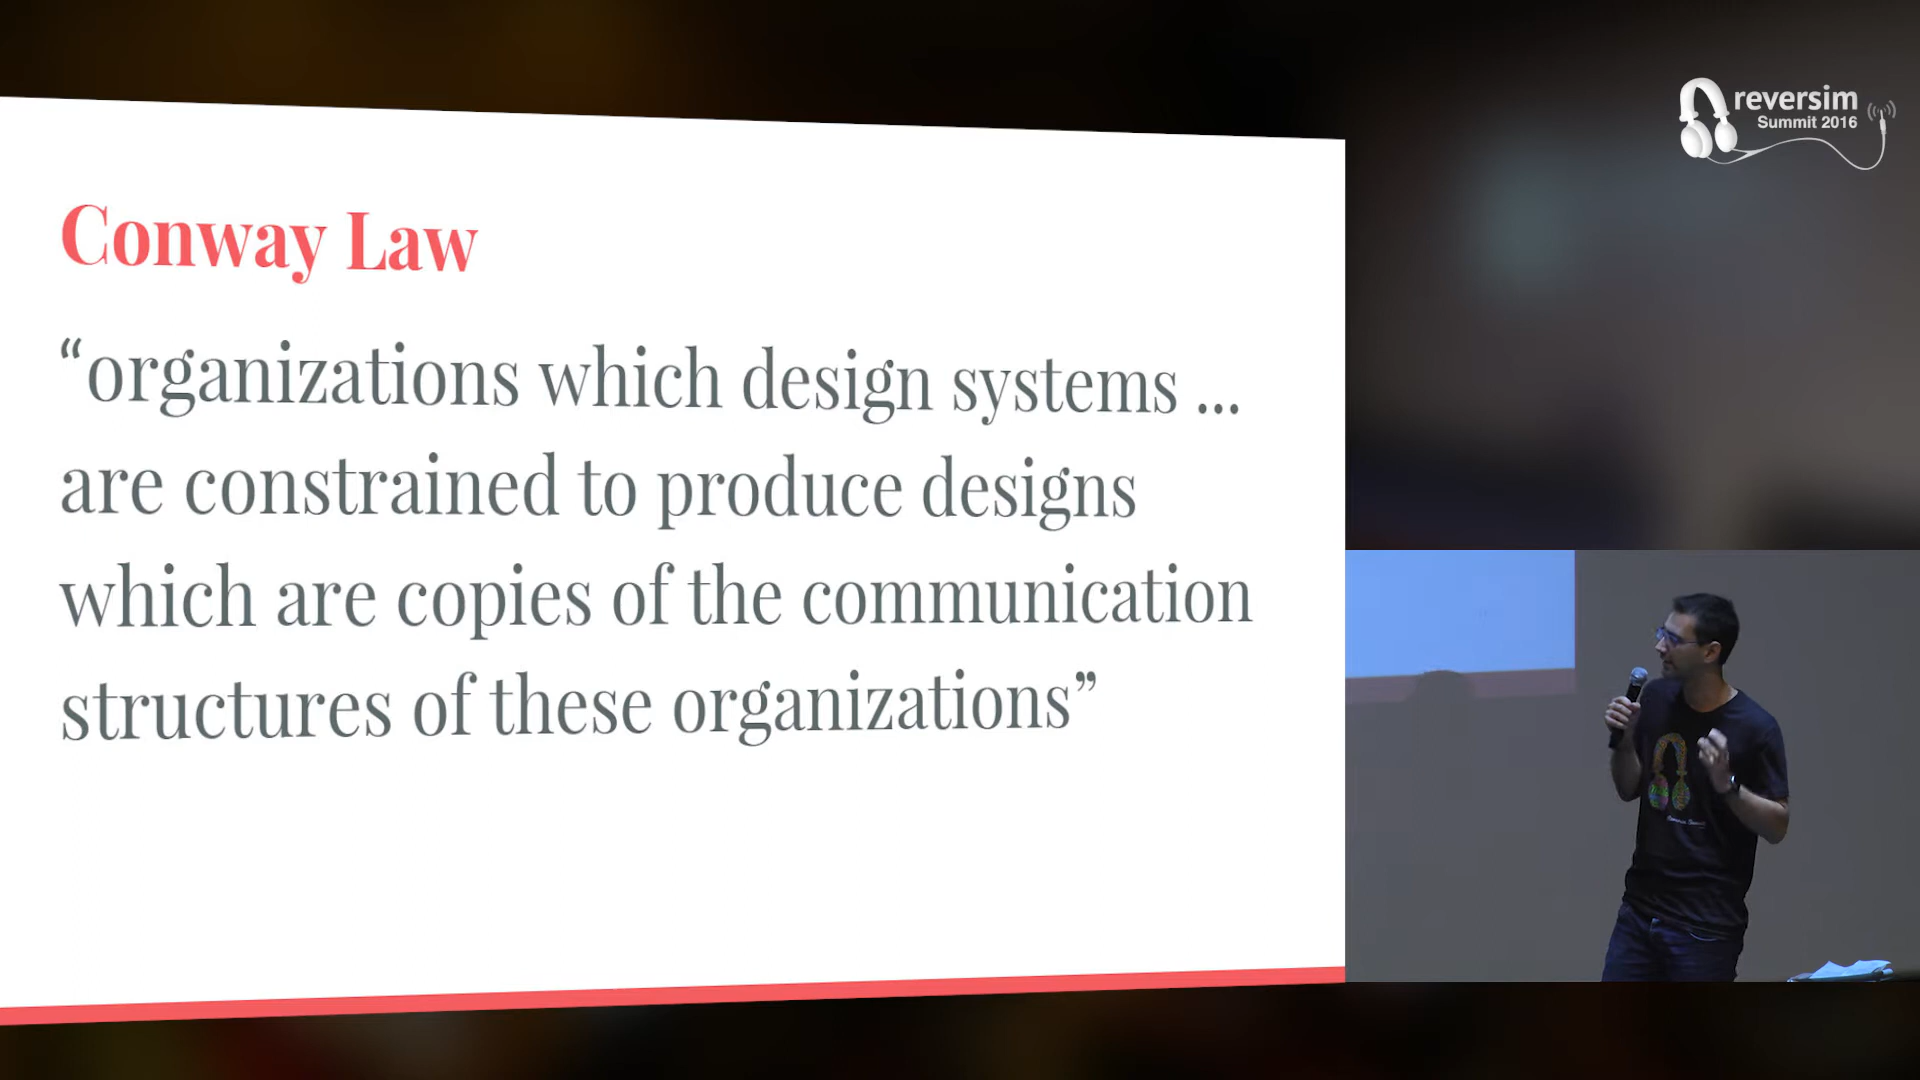 reversim
Summit 2016
Conway Law
“organizations which design systems ...
are constrained to produce designs
which are copies of the communication
structures of these organizations”